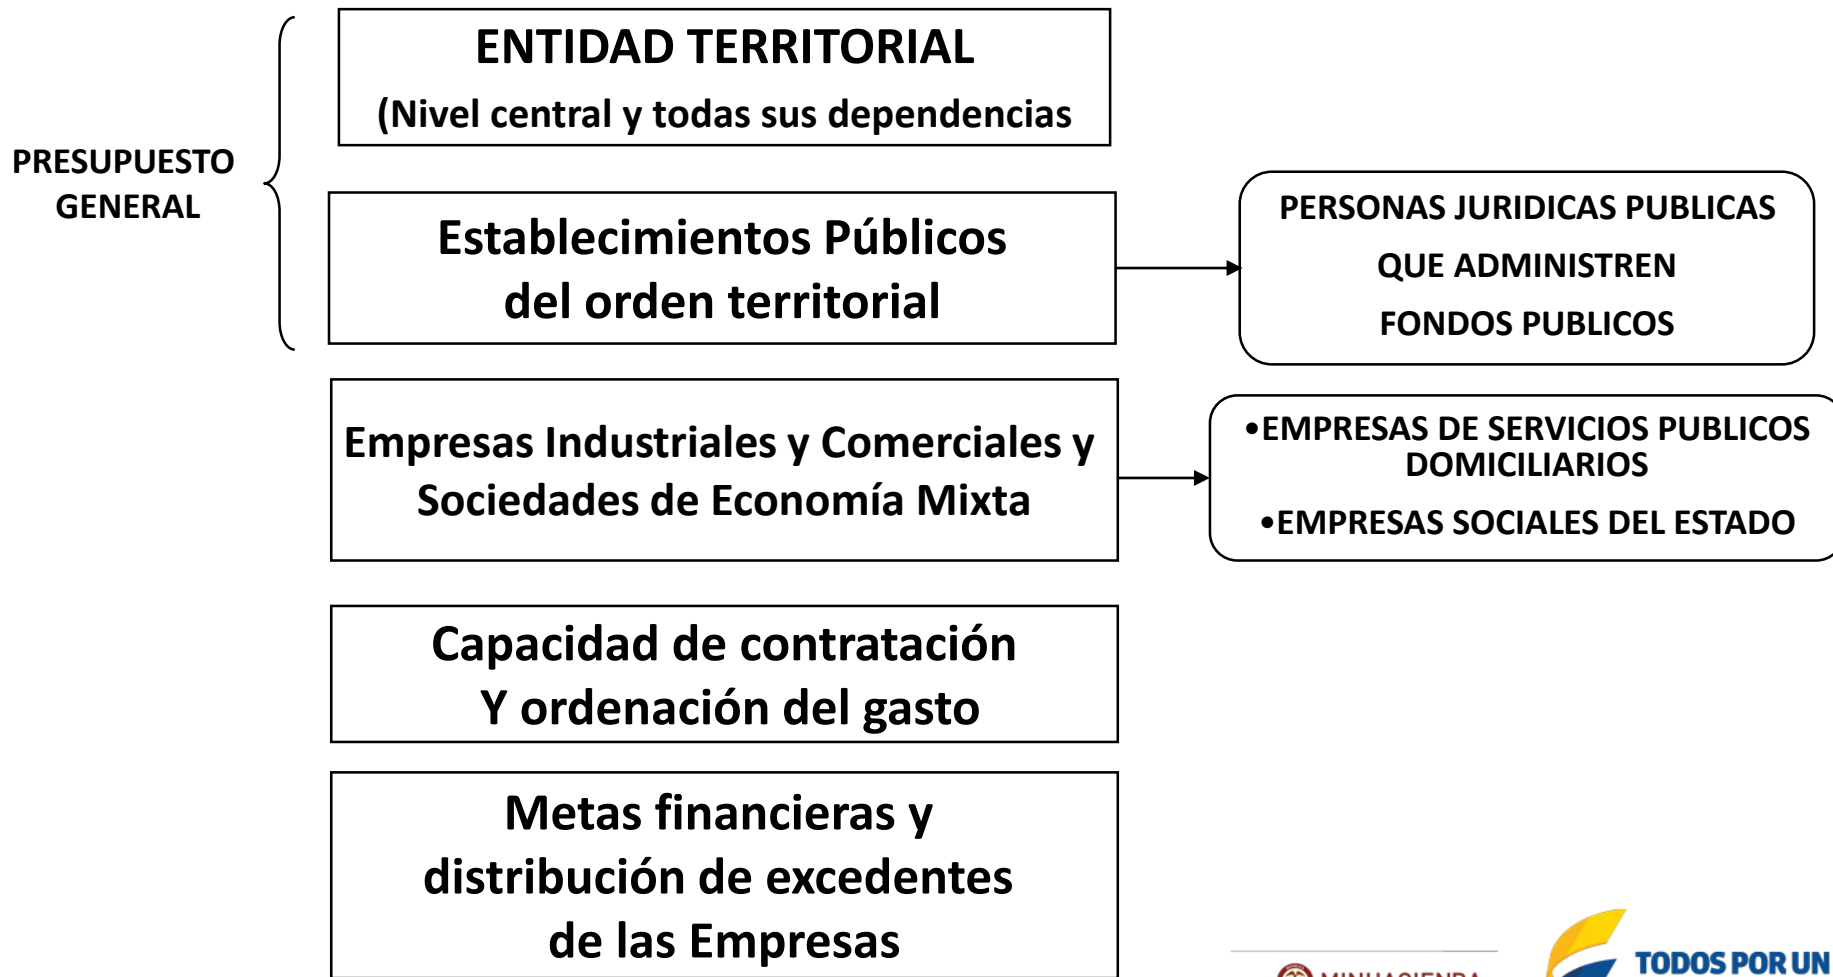 ENTIDAD TERRITORIAL
(Nivel central y todas sus dependencias
PRESUPUESTO
GENERAL
Establecimientos Públicos
del orden territorial
PERSONAS JURIDICAS PUBLICAS
QUE ADMINISTREN
FONDOS PUBLICOS
Empresas Industriales y Comerciales y
Sociedades de Economía Mixta
•EMPRESAS DE SERVICIOS PUBLICOS
DOMICILIARIOS
•EMPRESAS SOCIALES DEL ESTADO
Capacidad de contratación
Y ordenación del gasto
Metas financieras y
distribución de excedentes
de las Empresas
MINHACIENDA
TODOS POR UN